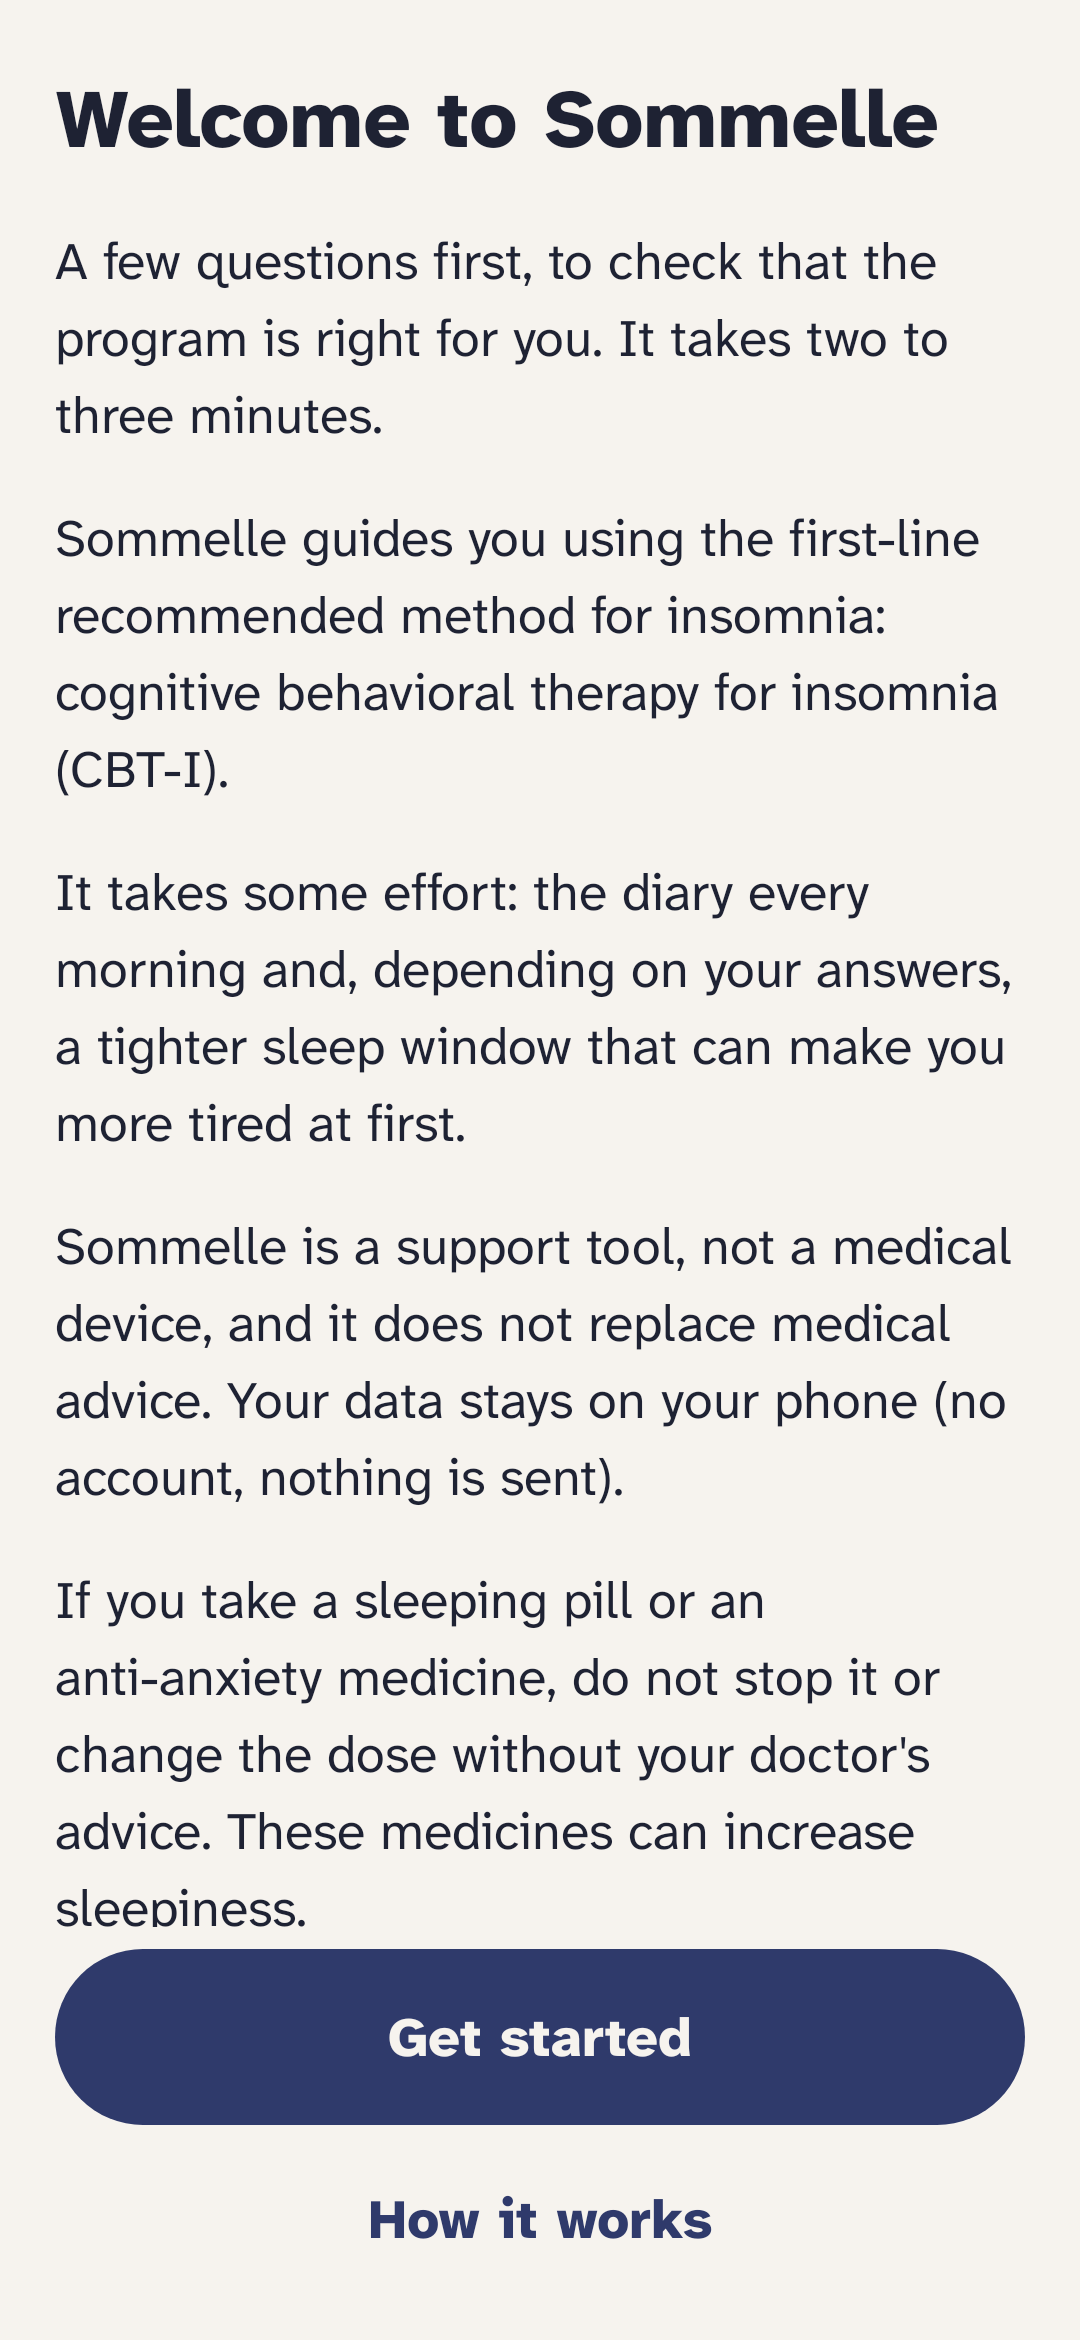 Welcome to Sommelle
A few questions first, to check that the
program is right for you. It takes two to
three minutes.
Sommelle guides you using the first-line
recommended method for insomnia:
cognitive behavioral therapy for insomnia
(CBT-I).
It takes some effort: the diary every
morning and, depending on your answers,
a tighter sleep window that can make you
more tired at first.
Sommelle is a support tool, not a medical
device, and it does not replace medical
advice. Your data stays on your phone (no
account, nothing is sent).
If you take a sleeping pill or an
anti-anxiety medicine, do not stop it or
change the dose without your doctor's
advice. These medicines can increase
sleepiness.
Get started
How it works